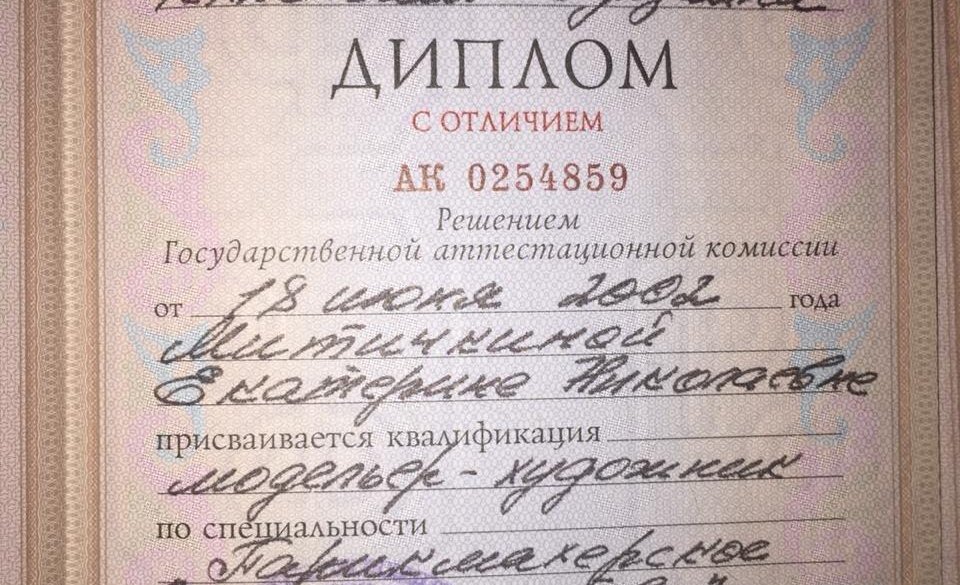 ДИПЛОМ
С ОТЛИЧИЕМ
АК 0254859
Решением
Государственной аттестационной комиссии
от 18 июня 2002 года
Митичкиной
Екатерине Николаевне
присваивается квалификация
модельер-художник
по специальности
Парикмахерское